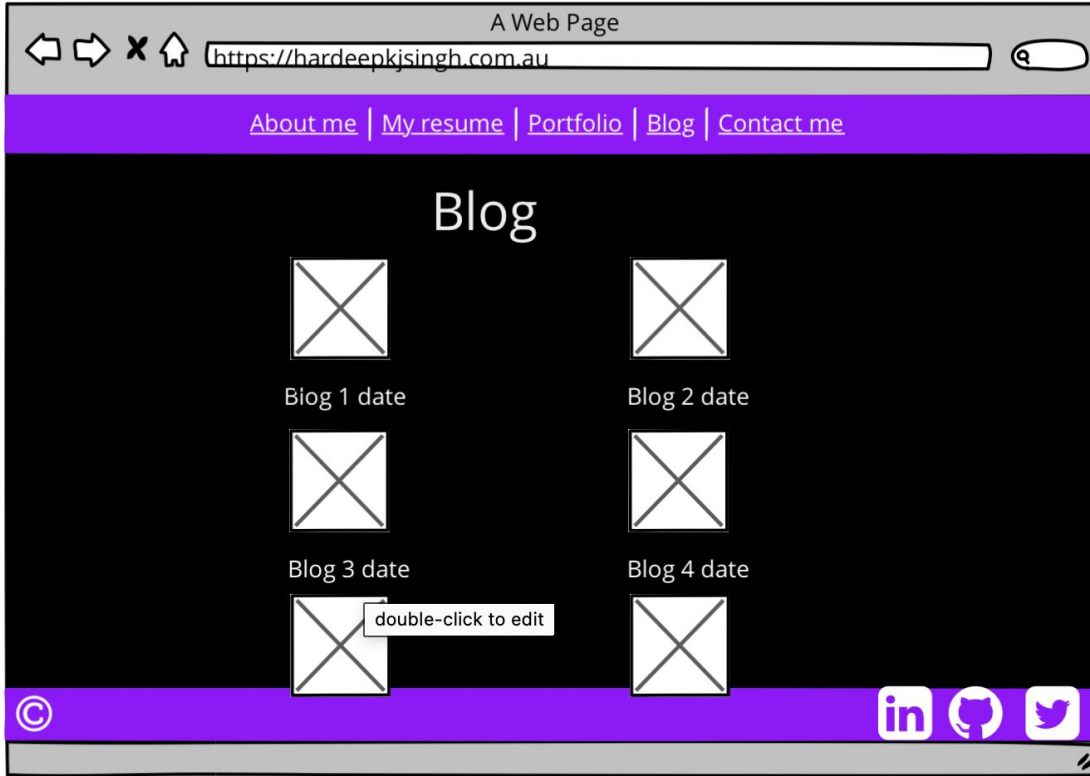 A Web Page
https://hardeepkjsingh.com.au
About me | My resume | Portfolio | Blog | Contact me
Blog
Blog 1 date
Blog 2 date
Blog 3 date
Blog 4 date
double-click to edit
©
in